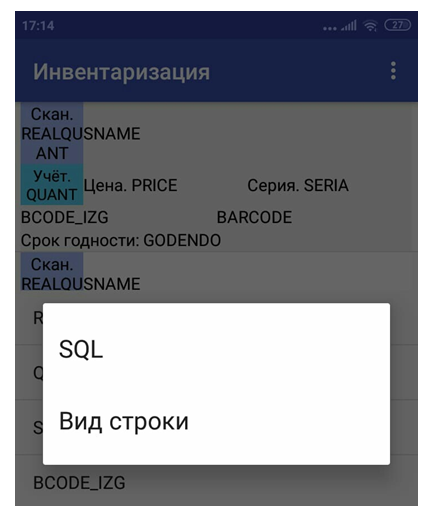 17:14
27
Инвентаризация
Скан.
REALQUSNAME
ANT
Учёт.
QUANT Цена. PRICE Серия. SERIA
BCODE_IZG BARCODE
Срок годности: GODENDO
Скан.
REALQUSNAME
R
SQL
Q
Вид строки
S
BCODE_IZG